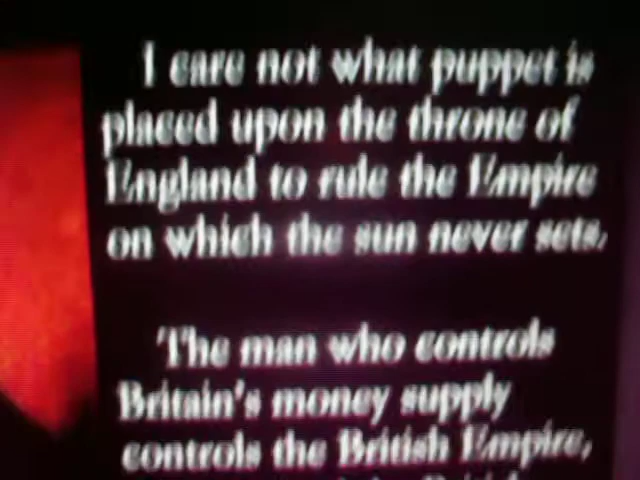 I care not what puppet is
placed upon the throne of
England to rule the Empire
on which the sun never sets.
The man who controls
Britain's money supply
controls the British Empire,